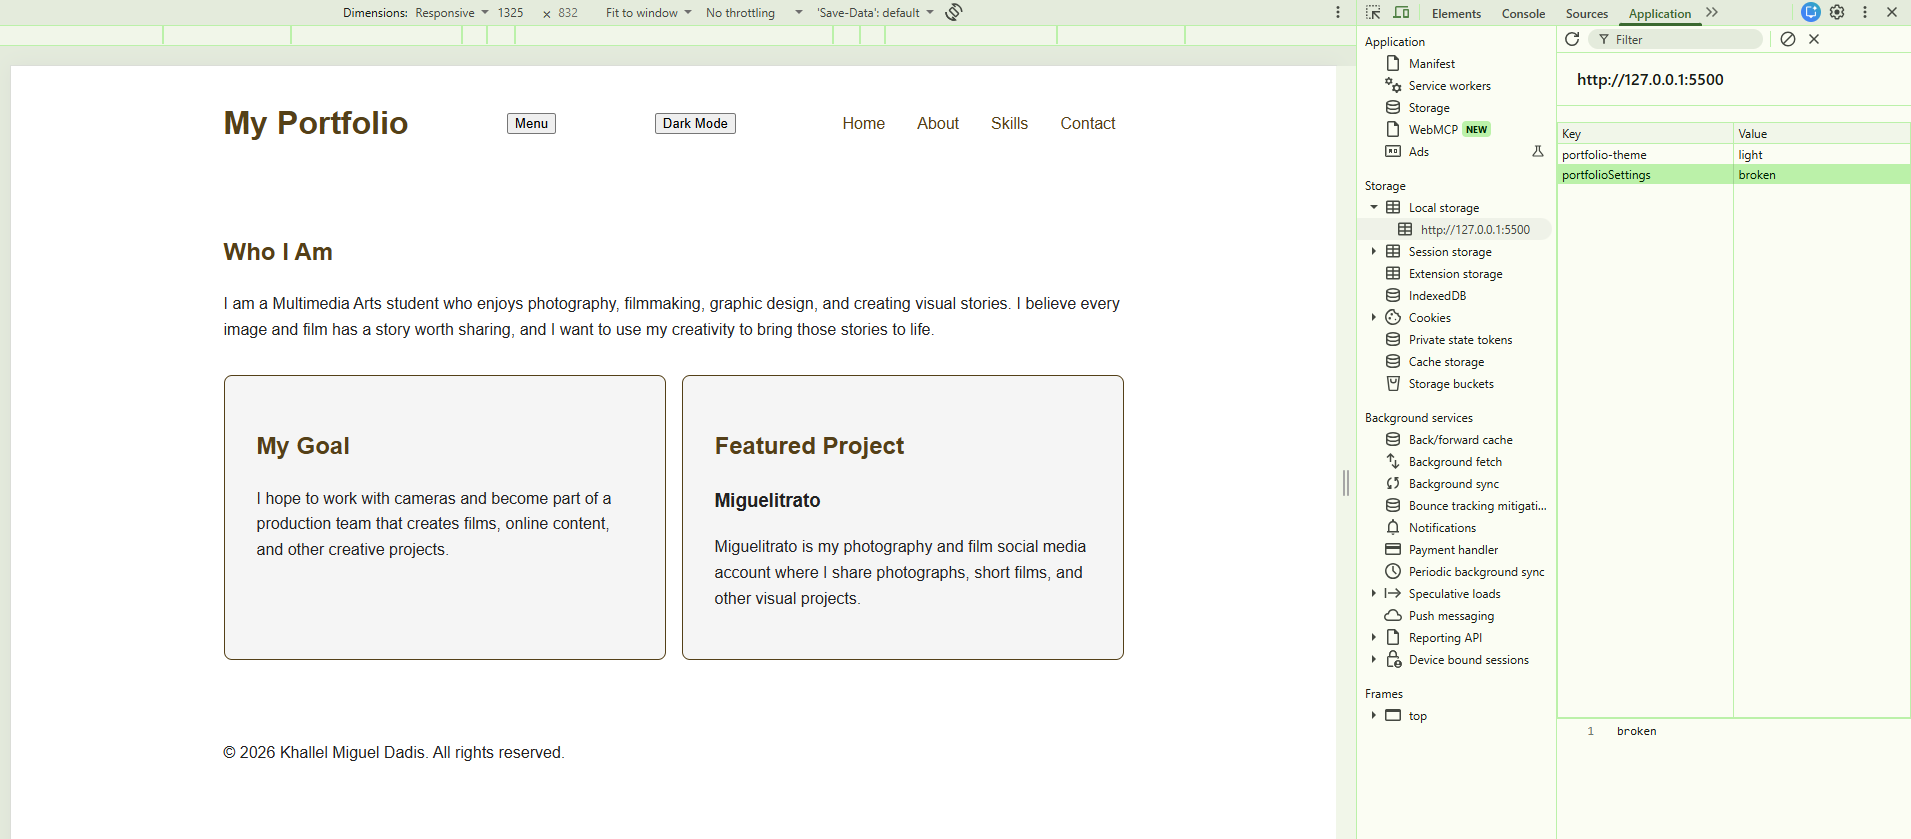 Dimensions: Responsive 1325 × 832 Fit to window No throttling 'Save-Data': default
My Portfolio
Menu
Dark Mode
Home About Skills Contact
Who I Am
I am a Multimedia Arts student who enjoys photography, filmmaking, graphic design, and creating visual stories. I believe every
image and film has a story worth sharing, and I want to use my creativity to bring those stories to life.
My Goal
I hope to work with cameras and become part of a
production team that creates films, online content,
and other creative projects.
Featured Project
Miguelitrato
Miguelitrato is my photography and film social media
account where I share photographs, short films, and
other visual projects.
© 2026 Khallel Miguel Dadis. All rights reserved.
Elements Console Sources Application
Application
Manifest
Service workers
Storage
WebMCP NEW
Ads
Storage
Local storage
http://127.0.0.1:5500
Session storage
Extension storage
IndexedDB
Cookies
Private state tokens
Cache storage
Storage buckets
Background services
Back/forward cache
Background fetch
Background sync
Bounce tracking mitigati...
Notifications
Payment handler
Periodic background sync
Speculative loads
Push messaging
Reporting API
Device bound sessions
Frames
top
Filter
http://127.0.0.1:5500
Key Value
portfolio-theme light
portfolioSettings broken
1 broken